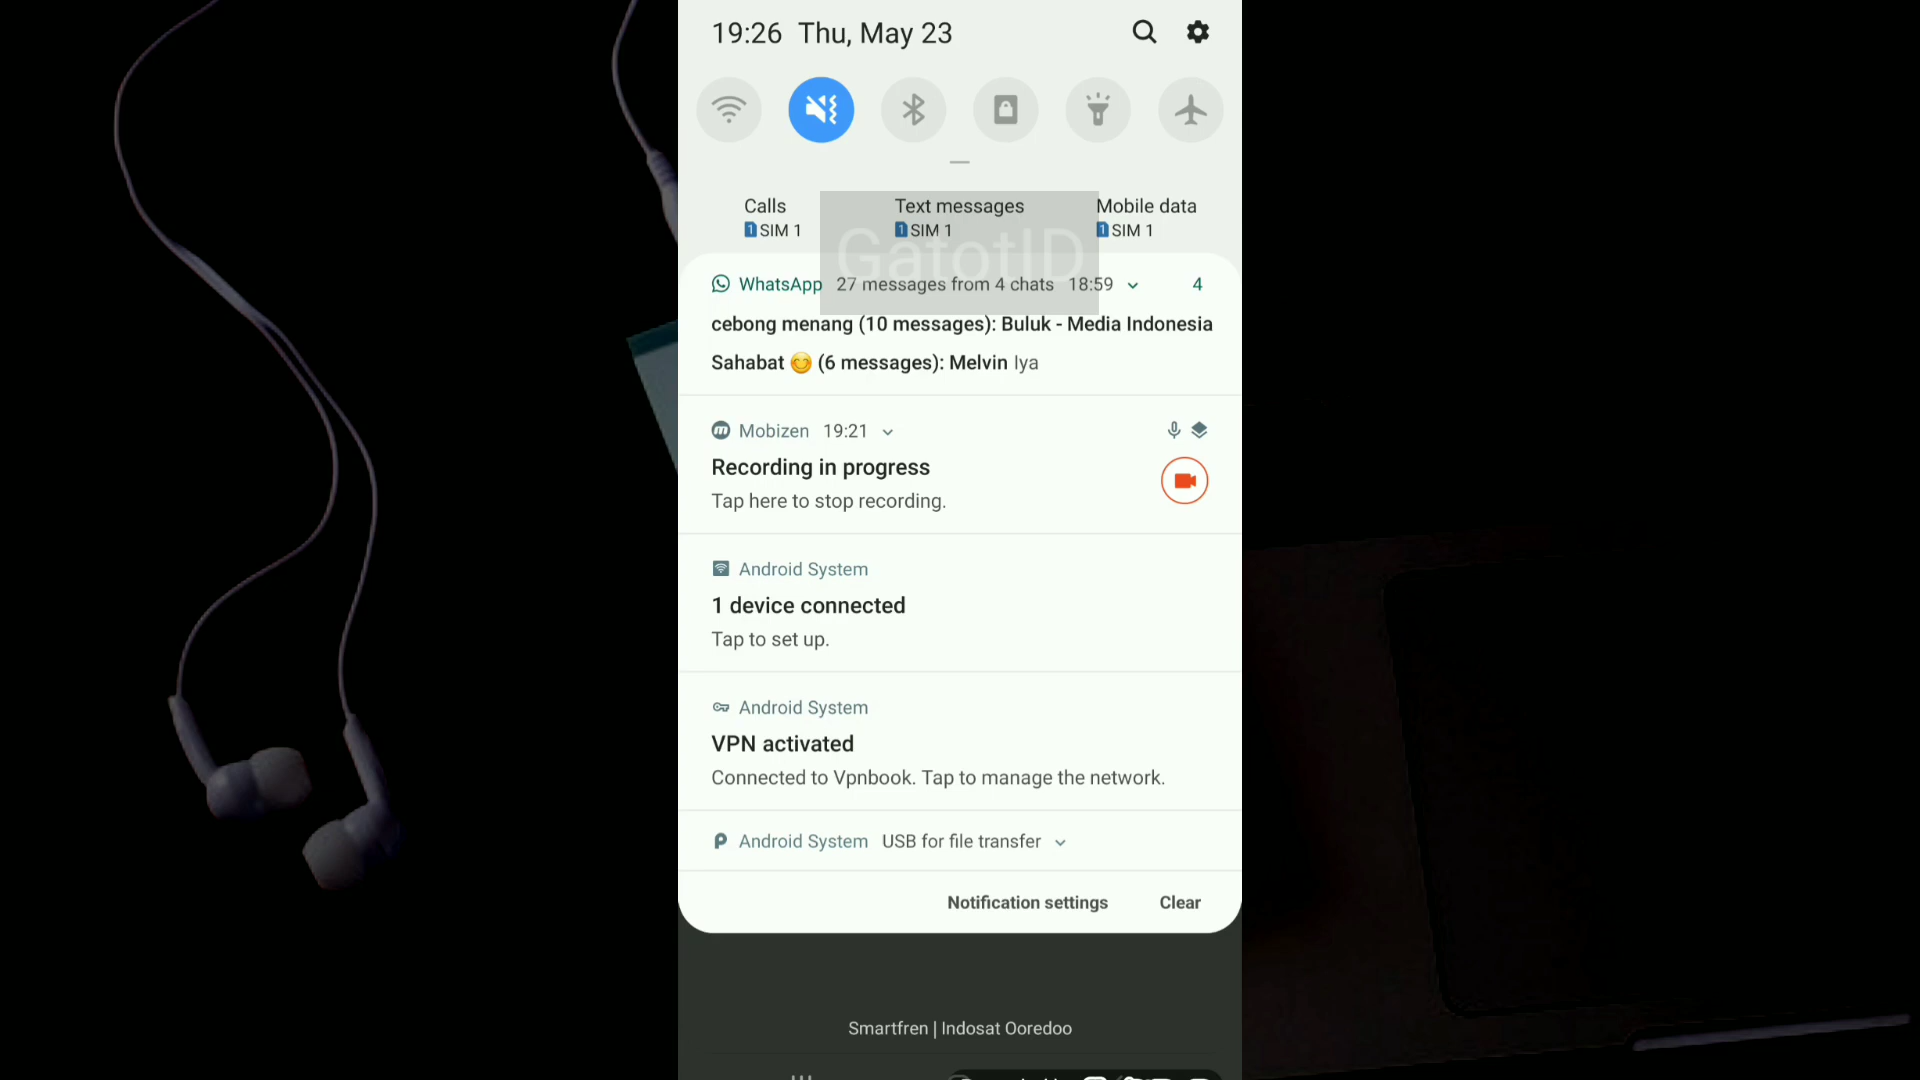 19:26 Thu, May 23
Calls
1 SIM 1
Text messages
1 SIM 1
Mobile data
1 SIM 1
GatotID
WhatsApp 27 messages from 4 chats 18:59 4
cebong menang (10 messages): Buluk - Media Indonesia
Sahabat 😊 (6 messages): Melvin Iya
Mobizen 19:21
Recording in progress
Tap here to stop recording.
Android System
1 device connected
Tap to set up.
Android System
VPN activated
Connected to Vpnbook. Tap to manage the network.
Android System USB for file transfer
Notification settings Clear
Smartfren | Indosat Ooredoo